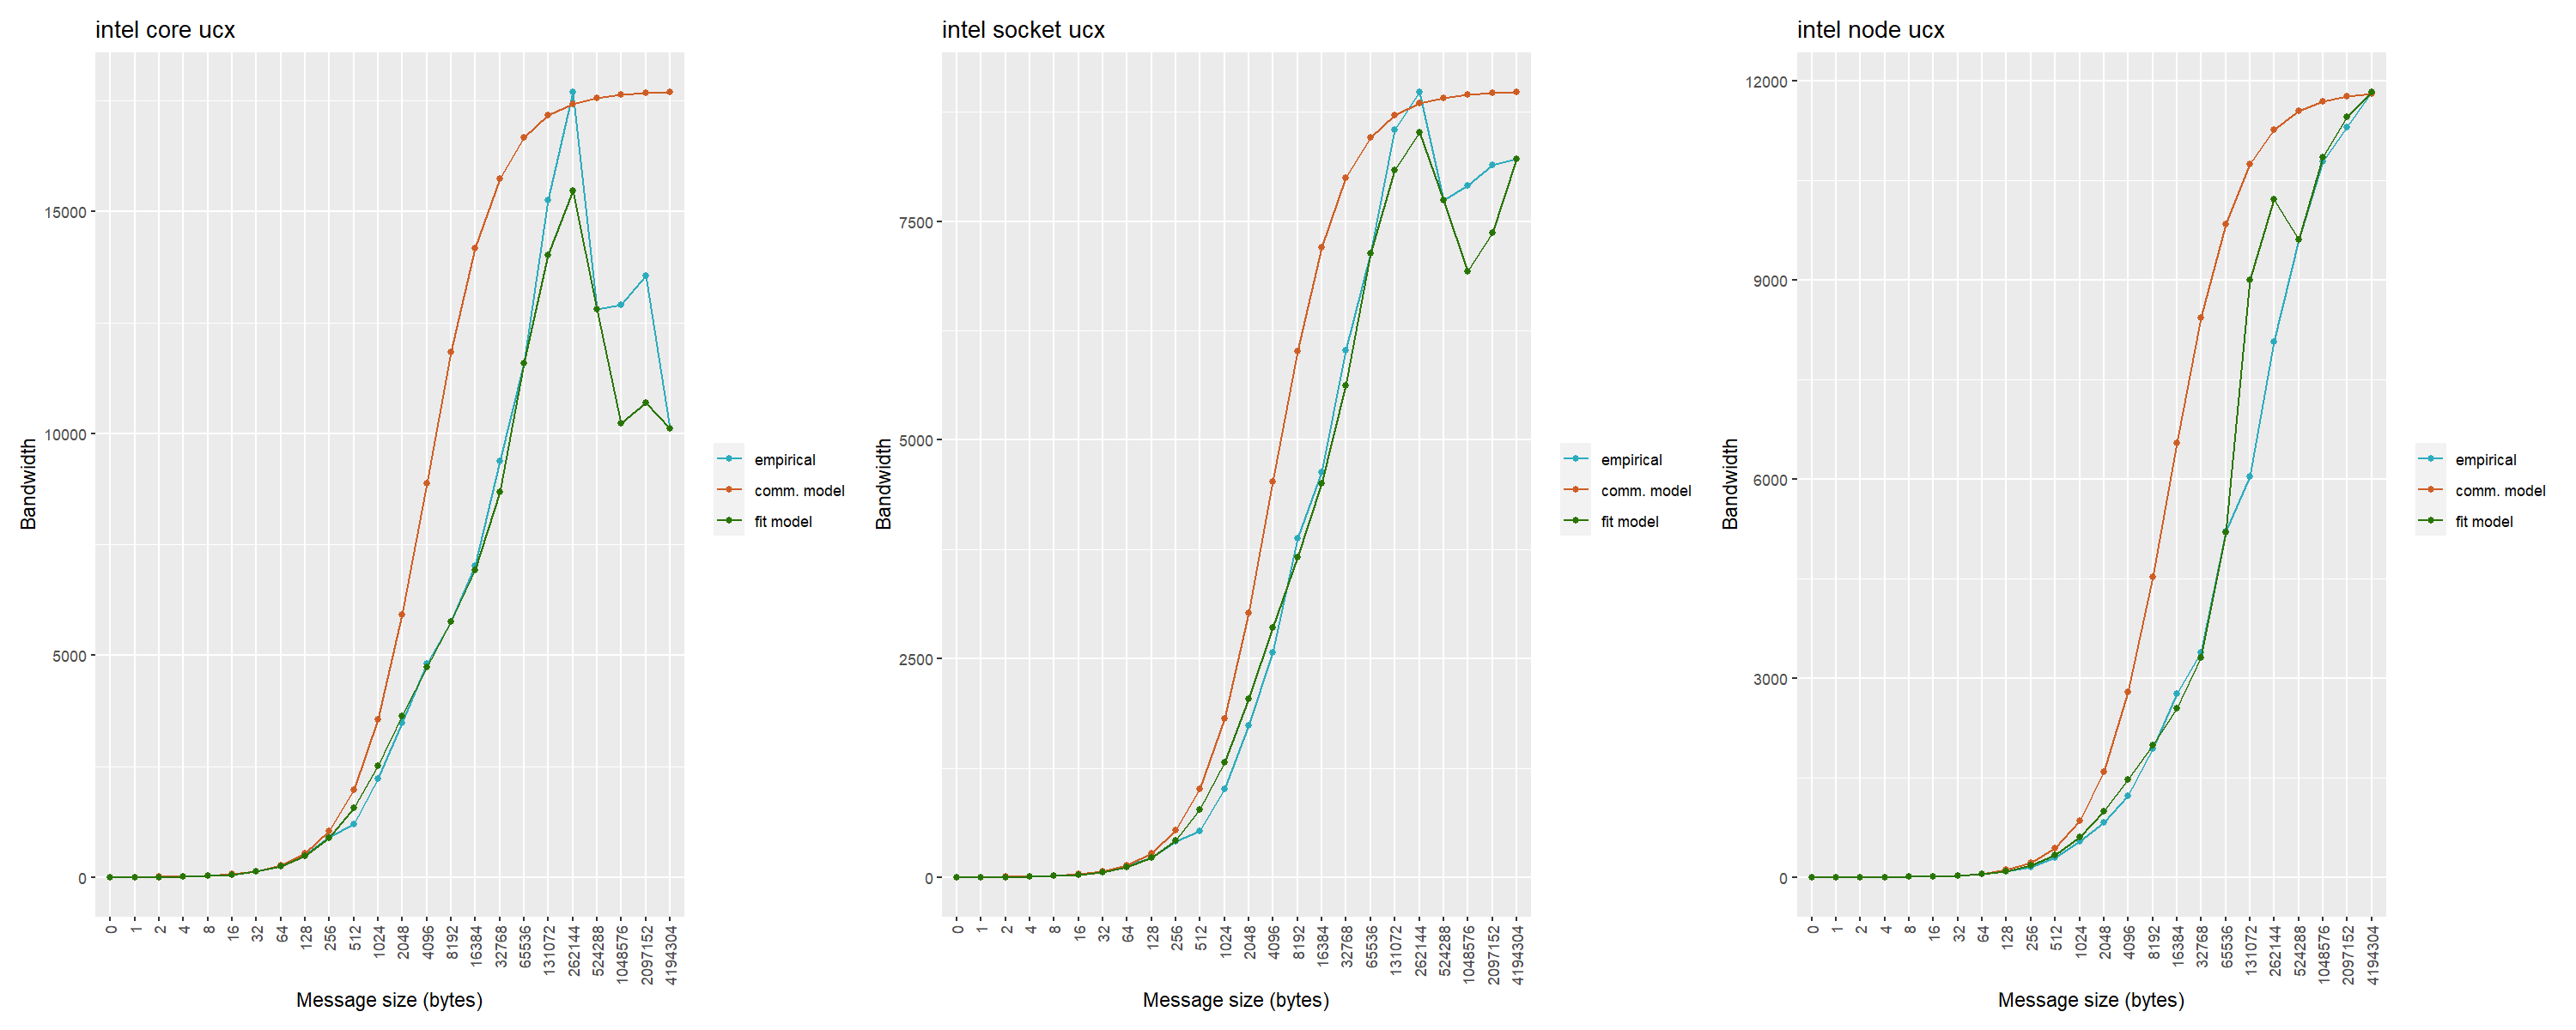 intel core ucx
Bandwidth
15000
10000
5000
0
0 1 2 4 8 16 32 64 128 256 512 1024 2048 4096 8192 16384 32768 65536 131072 262144 524288 1048576 2097152 4194304
Message size (bytes)
empirical
comm. model
fit model
intel socket ucx
Bandwidth
7500
5000
2500
0
0 1 2 4 8 16 32 64 128 256 512 1024 2048 4096 8192 16384 32768 65536 131072 262144 524288 1048576 2097152 4194304
Message size (bytes)
empirical
comm. model
fit model
intel node ucx
Bandwidth
12000
9000
6000
3000
0
0 1 2 4 8 16 32 64 128 256 512 1024 2048 4096 8192 16384 32768 65536 131072 262144 524288 1048576 2097152 4194304
Message size (bytes)
empirical
comm. model
fit model